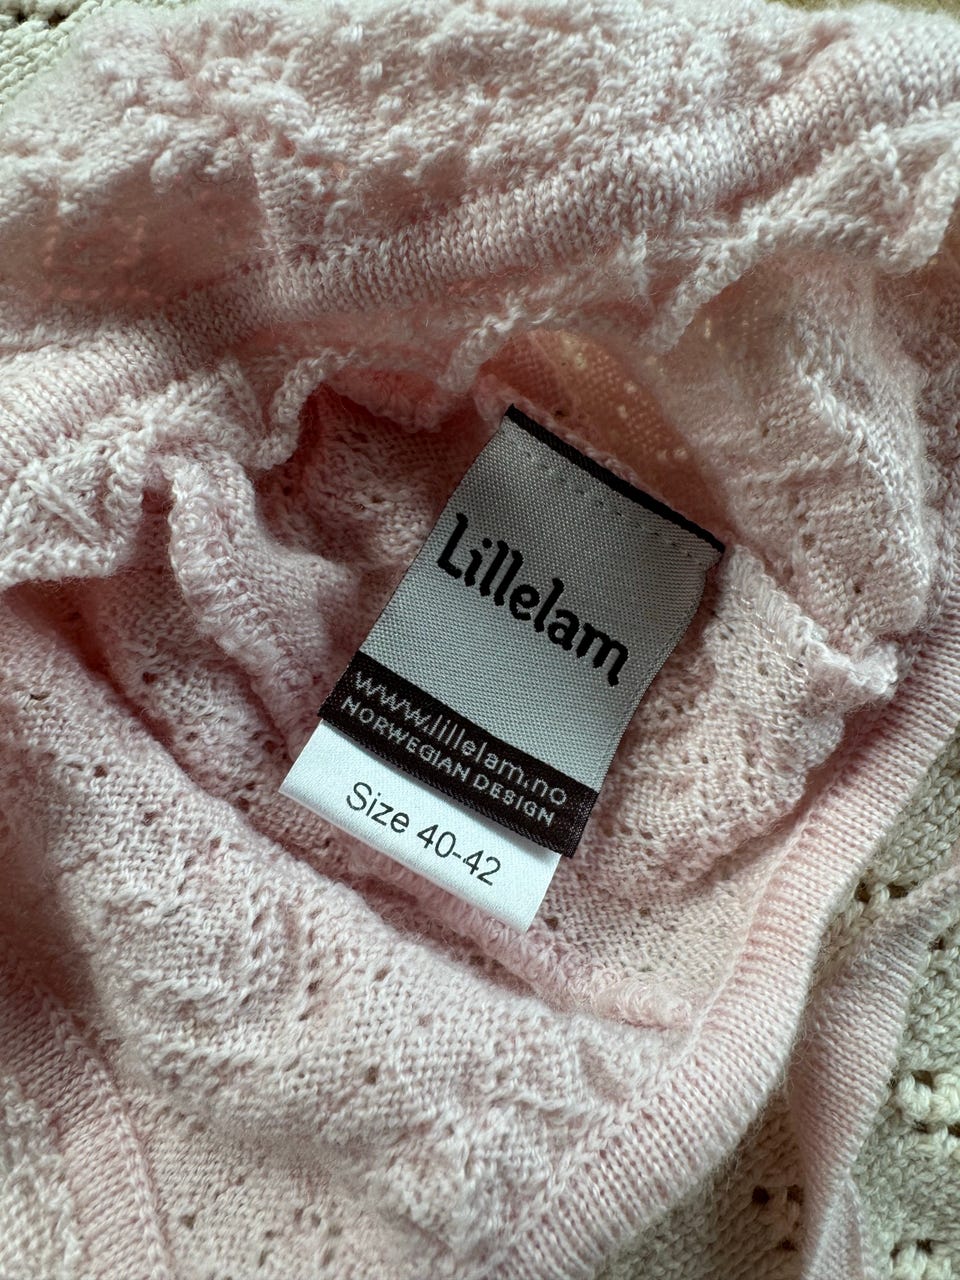 Lillelam
www.lillelam.no
NORWEGIAN DESIGN
Size 40-42